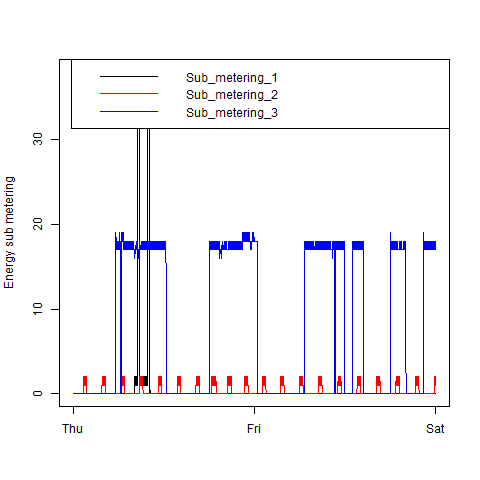 Sub_metering_1
Sub_metering_2
Sub_metering_3
30
20
10
0
Energy sub metering
Thu Fri Sat